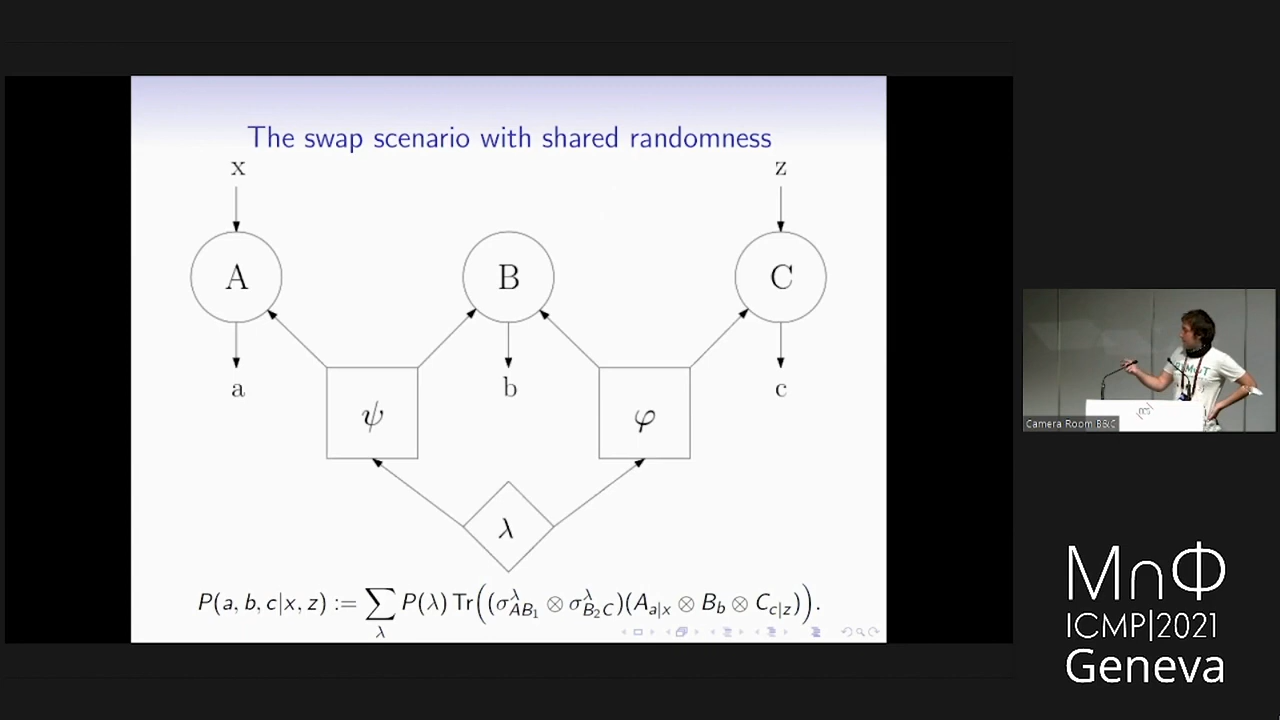 The swap scenario with shared randomness
x
z
A
B
C
a
b
c
ψ
φ
λ
P(a, b, c|x, z) := ∑_λ P(λ) Tr((σ^λ_{AB_1} ⊗ σ^λ_{B_2C})(A_{a|x} ⊗ B_b ⊗ C_{c|z})).
Camera Room B&C
M∩Φ
ICMP|2021
Geneva